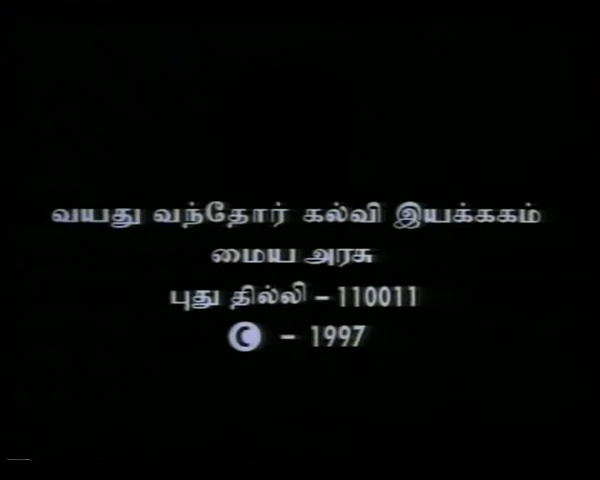 வயது வந்தோர் கல்வி இயக்ககம்
மைய அரசு
புது தில்லி – 110011
© – 1997